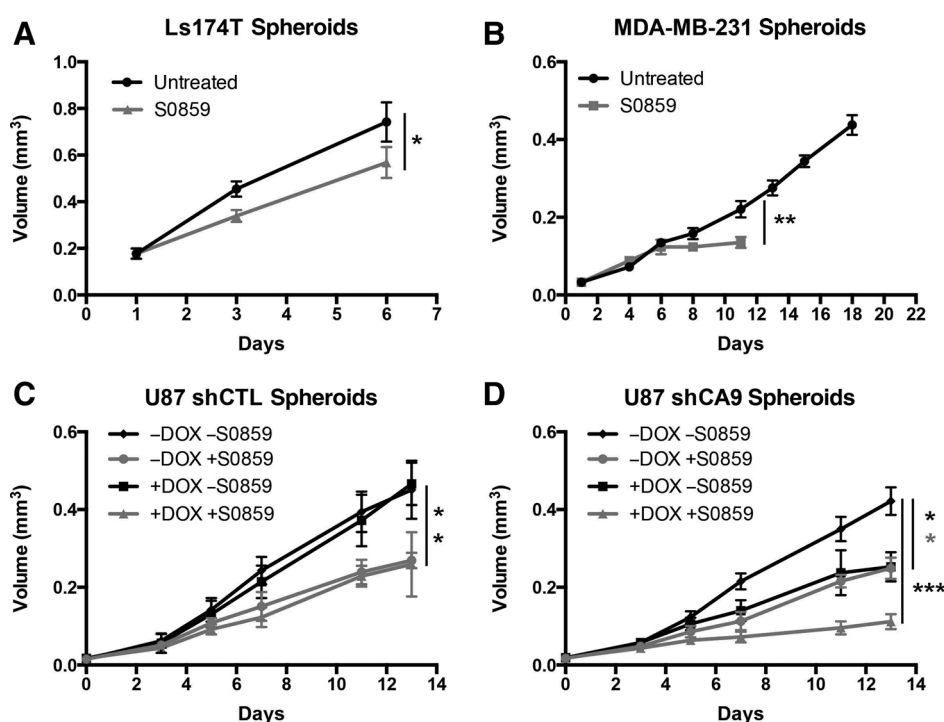 A
Ls174T Spheroids
Volume (mm³)
1.0
0.8
0.6
0.4
0.2
0.0
Untreated
S0859
*
0 1 2 3 4 5 6 7
Days
B
MDA-MB-231 Spheroids
Volume (mm³)
0.6
0.4
0.2
0.0
Untreated
S0859
**
0 2 4 6 8 10 12 14 16 18 20 22
Days
C
U87 shCTL Spheroids
Volume (mm³)
0.6
0.4
0.2
0.0
–DOX –S0859
–DOX +S0859
+DOX –S0859
+DOX +S0859
*
*
0 2 4 6 8 10 12 14
Days
D
U87 shCA9 Spheroids
Volume (mm³)
0.6
0.4
0.2
0.0
–DOX –S0859
–DOX +S0859
+DOX –S0859
+DOX +S0859
*
*
***
0 2 4 6 8 10 12 14
Days